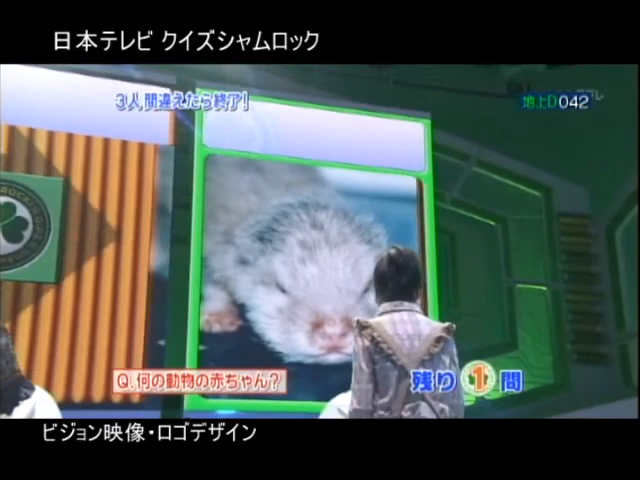 日本テレビ クイズシャムロック
3人間違えたら終了!
地上D042
Q.何の動物の赤ちゃん?
残り 1 問
ビジョン映像・ロゴデザイン